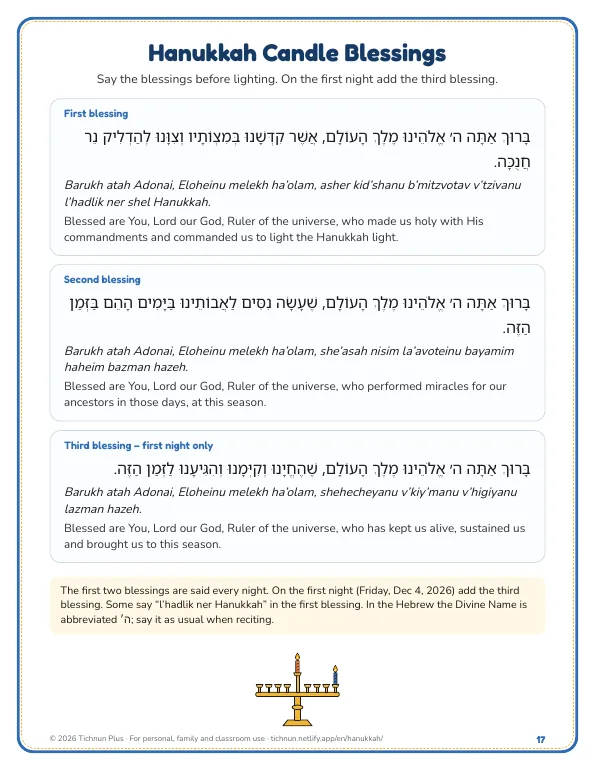 Hanukkah Candle Blessings
Say the blessings before lighting. On the first night add the third blessing.
First blessing
בָּרוּךְ אַתָּה ה׳ אֱלֹהֵינוּ מֶלֶךְ הָעוֹלָם, אֲשֶׁר קִדְּשָׁנוּ בְּמִצְוֹתָיו וְצִוָּנוּ לְהַדְלִיק נֵר
חֲנֻכָּה.
Barukh atah Adonai, Eloheinu melekh ha’olam, asher kid’shanu b’mitzvotav v’tzivanu
l’hadlik ner shel Hanukkah.
Blessed are You, Lord our God, Ruler of the universe, who made us holy with His
commandments and commanded us to light the Hanukkah light.
Second blessing
בָּרוּךְ אַתָּה ה׳ אֱלֹהֵינוּ מֶלֶךְ הָעוֹלָם, שֶׁעָשָׂה נִסִּים לַאֲבוֹתֵינוּ בַּיָּמִים הָהֵם בַּזְּמַן
הַזֶּה.
Barukh atah Adonai, Eloheinu melekh ha’olam, she’asah nisim la’avoteinu bayamim
haheim bazman hazeh.
Blessed are You, Lord our God, Ruler of the universe, who performed miracles for our
ancestors in those days, at this season.
Third blessing – first night only
בָּרוּךְ אַתָּה ה׳ אֱלֹהֵינוּ מֶלֶךְ הָעוֹלָם, שֶׁהֶחֱיָנוּ וְקִיְּמָנוּ וְהִגִּיעָנוּ לַזְּמַן הַזֶּה.
Barukh atah Adonai, Eloheinu melekh ha’olam, shehecheyanu v’kiy’manu v’higiyanu
lazman hazeh.
Blessed are You, Lord our God, Ruler of the universe, who has kept us alive, sustained us
and brought us to this season.
The first two blessings are said every night. On the first night (Friday, Dec 4, 2026) add the third
blessing. Some say “l’hadlik ner Hanukkah” in the first blessing. In the Hebrew the Divine Name is
abbreviated ה׳; say it as usual when reciting.
© 2026 Tichnun Plus · For personal, family and classroom use · tichnun.netlify.app/en/hanukkah/
17